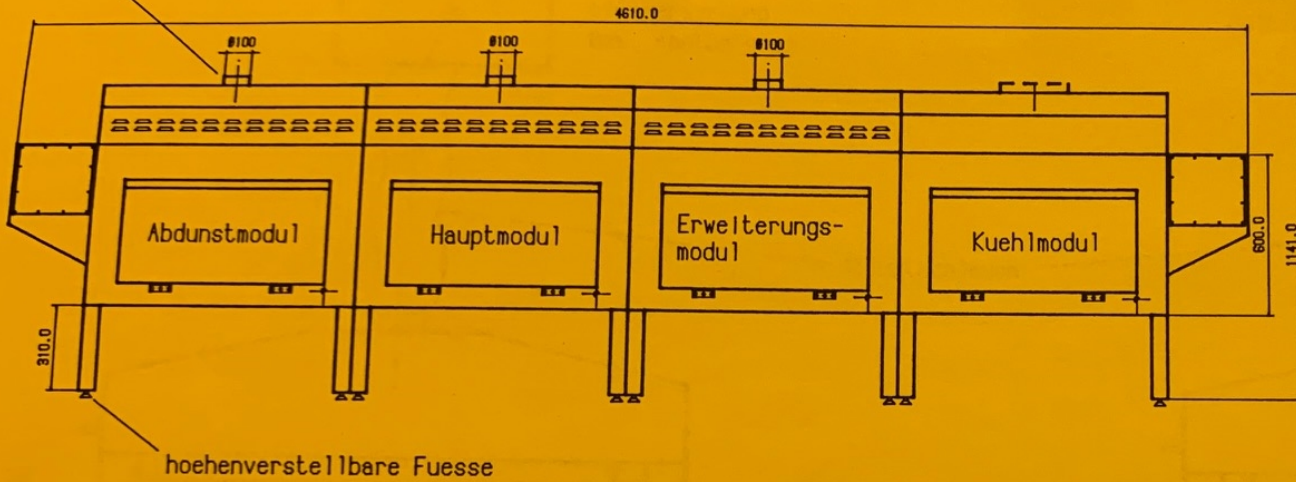 4610.0
ø100
ø100
ø100
Abdunstmodul
Hauptmodul
Erweiterungs-
modul
Kuehlmodul
600.0
1141.0
310.0
hoehenverstellbare Fuesse